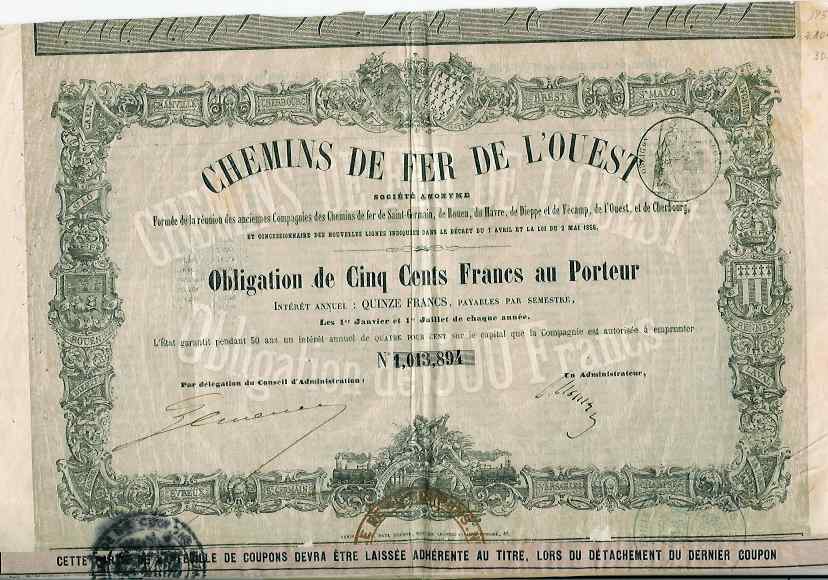 BREST
ST MAYO
CHERBOURG
CHEMINS DE FER DE L'OUEST
SOCIÉTÉ ANONYME
Formée de la réunion des anciennes Compagnies des Chemins de fer de Saint-Germain, de Rouen, du Havre, de Dieppe et de Fécamp, de l'Ouest, et de Cherbourg,
ET CONCESSIONNAIRE DES NOUVELLES LIGNES INDIQUÉES DANS LE DÉCRET DU 7 AVRIL ET LA LOI DU 2 MAI 1855.
Obligation de Cinq Cents Francs au Porteur
INTÉRÊT ANNUEL : QUINZE FRANCS, PAYABLES PAR SEMESTRE,
Les 1er Janvier et 1er Juillet de chaque année.
L'État garantit pendant 50 ans un intérêt annuel de QUATRE POUR CENT sur le capital que la Compagnie est autorisée à emprunter
Obligation de 500 Francs
N° 1,013,894
Par délégation du Conseil d'Administration :
Un Administrateur,
ROUEN
RENNES
CETTE DE COUPONS DEVRA ÊTRE LAISSÉE ADHÉRENTE AU TITRE, LORS DU DÉTACHEMENT DU DERNIER COUPON